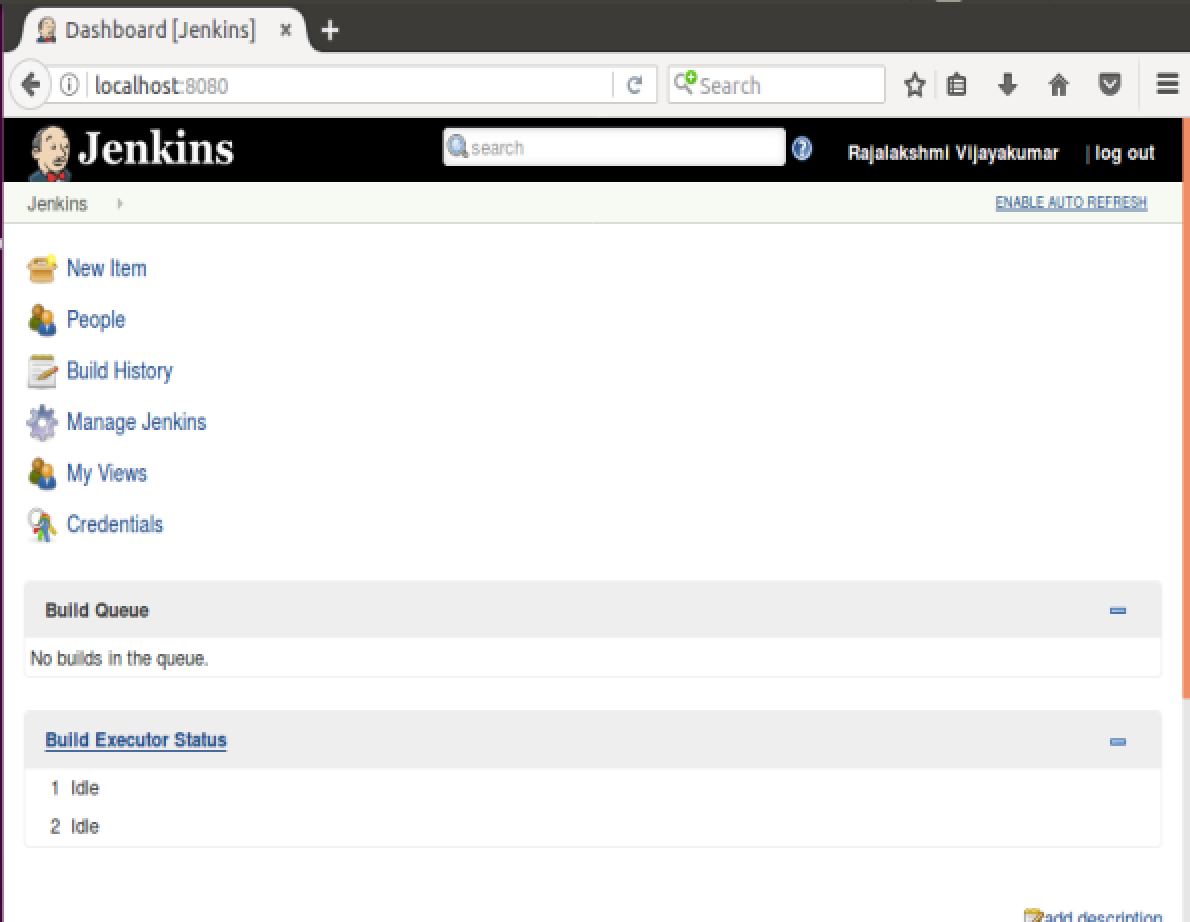 Dashboard [Jenkins]
localhost:8080
Search
Jenkins
search
Rajalakshmi Vijayakumar | log out
Jenkins
ENABLE AUTO REFRESH
New Item
People
Build History
Manage Jenkins
My Views
Credentials
Build Queue
No builds in the queue.
Build Executor Status
1 Idle
2 Idle
add description